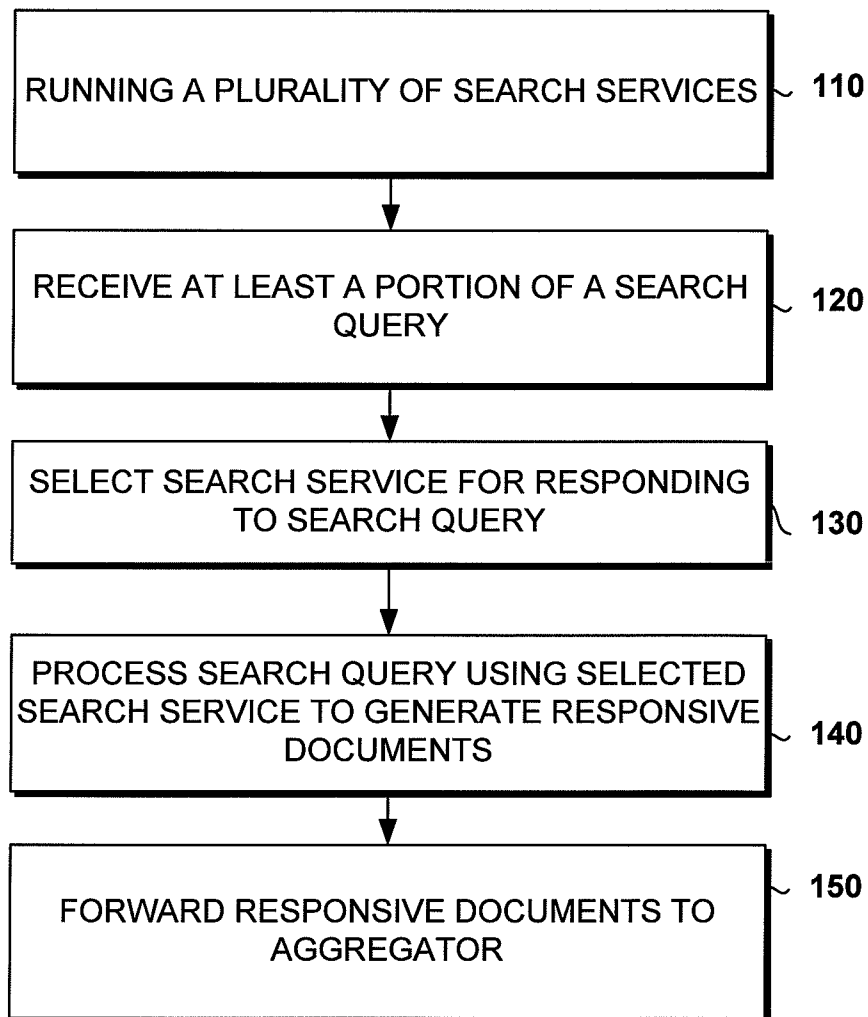 RUNNING A PLURALITY OF SEARCH SERVICES
110
RECEIVE AT LEAST A PORTION OF A SEARCH
QUERY
120
SELECT SEARCH SERVICE FOR RESPONDING
TO SEARCH QUERY
130
PROCESS SEARCH QUERY USING SELECTED
SEARCH SERVICE TO GENERATE RESPONSIVE
DOCUMENTS
140
FORWARD RESPONSIVE DOCUMENTS TO
AGGREGATOR
150